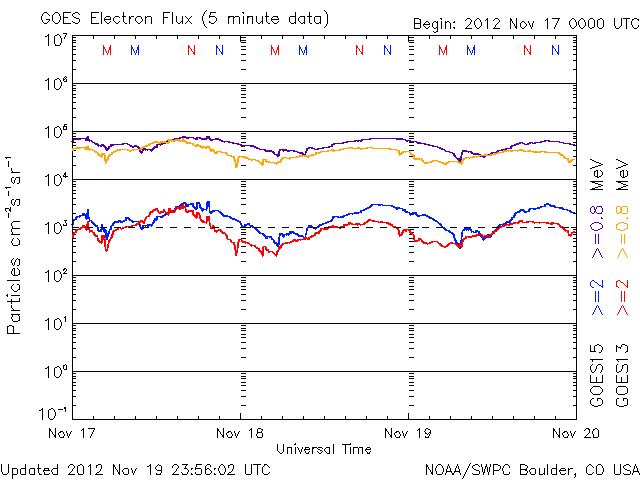 GOES Electron Flux (5 minute data)
Begin: 2012 Nov 17 0000 UTC
M M N N M M N N M M N N
10⁷
10⁶
10⁵
10⁴
10³
10²
10¹
10⁰
10⁻¹
Particles cm⁻²s⁻¹sr⁻¹
GOES15 >=2 >=0.8 MeV
GOES13 >=2 >=0.8 MeV
Nov 17 Nov 18 Nov 19 Nov 20
Universal Time
Updated 2012 Nov 19 23:56:02 UTC
NOAA/SWPC Boulder, CO USA